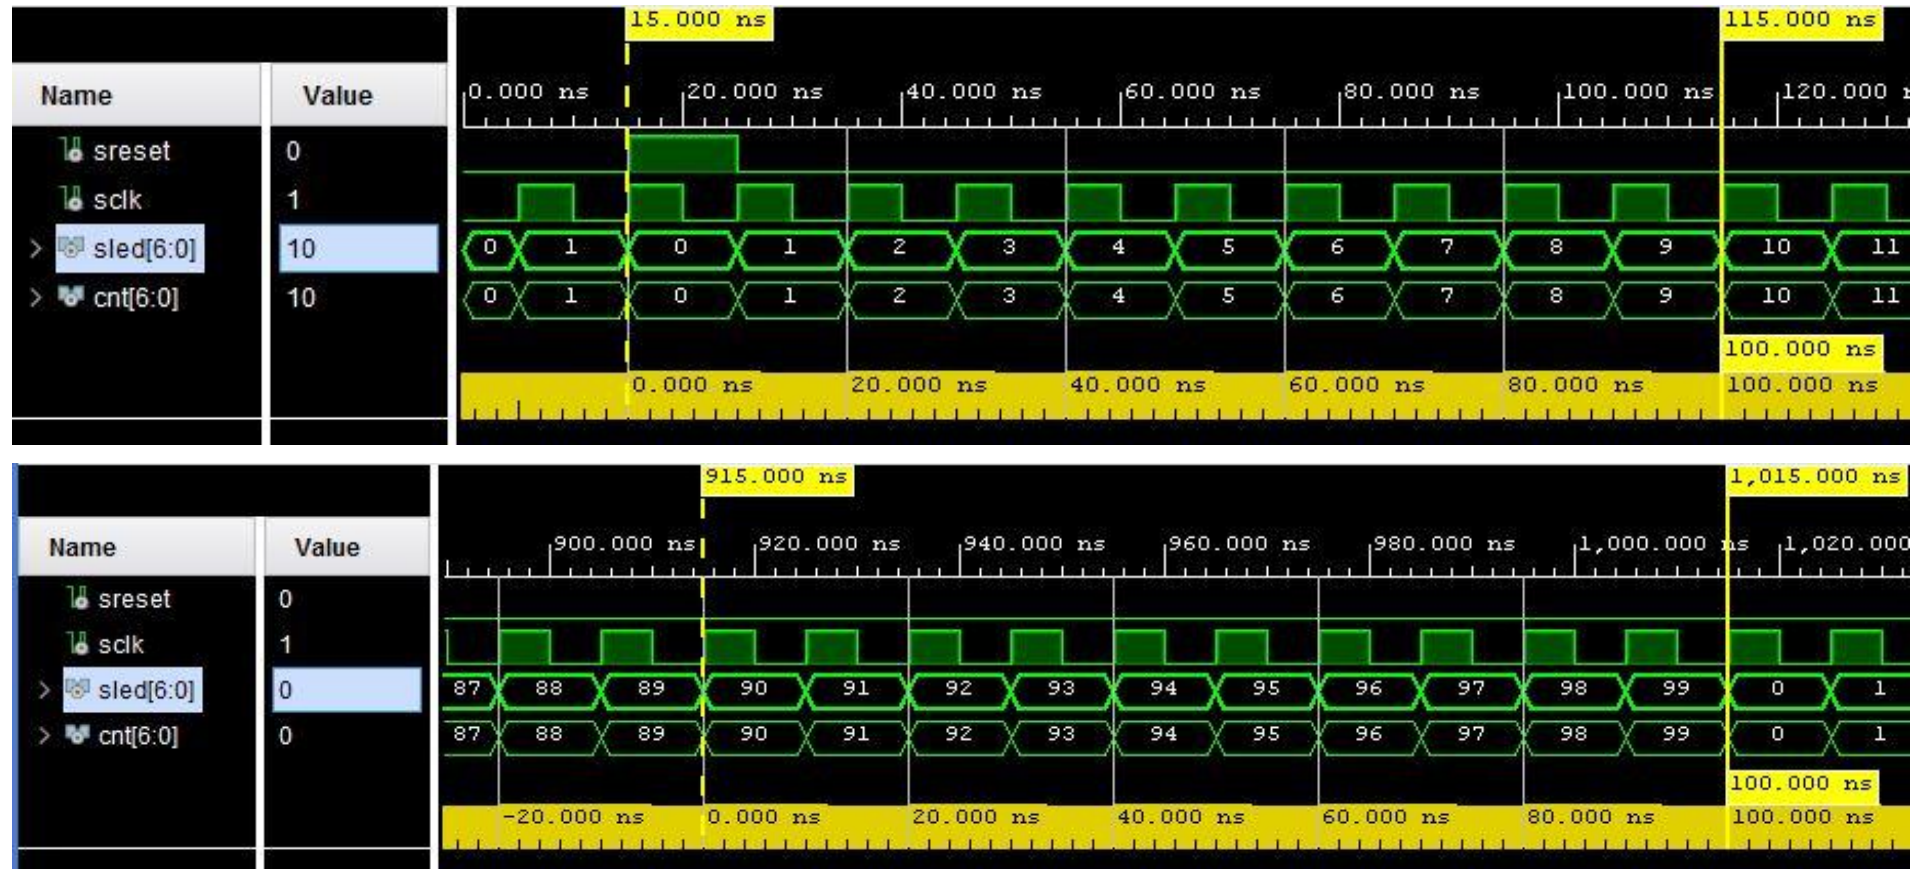 15.000 ns 115.000 ns
Name Value 0.000 ns 20.000 ns 40.000 ns 60.000 ns 80.000 ns 100.000 ns 120.000
sreset 0
sclk 1
sled[6:0] 10 0 1 0 1 2 3 4 5 6 7 8 9 10 11
cnt[6:0] 10 0 1 0 1 2 3 4 5 6 7 8 9 10 11
100.000 ns
0.000 ns 20.000 ns 40.000 ns 60.000 ns 80.000 ns 100.000 ns
915.000 ns 1,015.000 ns
Name Value 900.000 ns 920.000 ns 940.000 ns 960.000 ns 980.000 ns 1,000.000 ns 1,020.000
sreset 0
sclk 1
sled[6:0] 0 87 88 89 90 91 92 93 94 95 96 97 98 99 0 1
cnt[6:0] 0 87 88 89 90 91 92 93 94 95 96 97 98 99 0 1
100.000 ns
-20.000 ns 0.000 ns 20.000 ns 40.000 ns 60.000 ns 80.000 ns 100.000 ns